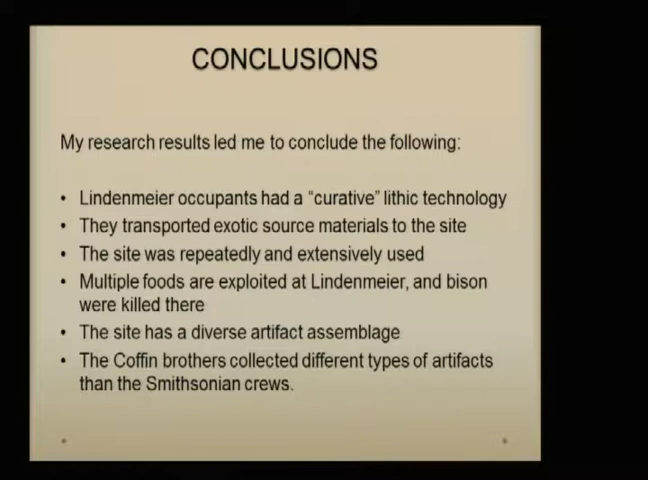 CONCLUSIONS
My research results led me to conclude the following:
• Lindenmeier occupants had a “curative” lithic technology
• They transported exotic source materials to the site
• The site was repeatedly and extensively used
• Multiple foods are exploited at Lindenmeier, and bison
were killed there
• The site has a diverse artifact assemblage
• The Coffin brothers collected different types of artifacts
than the Smithsonian crews.